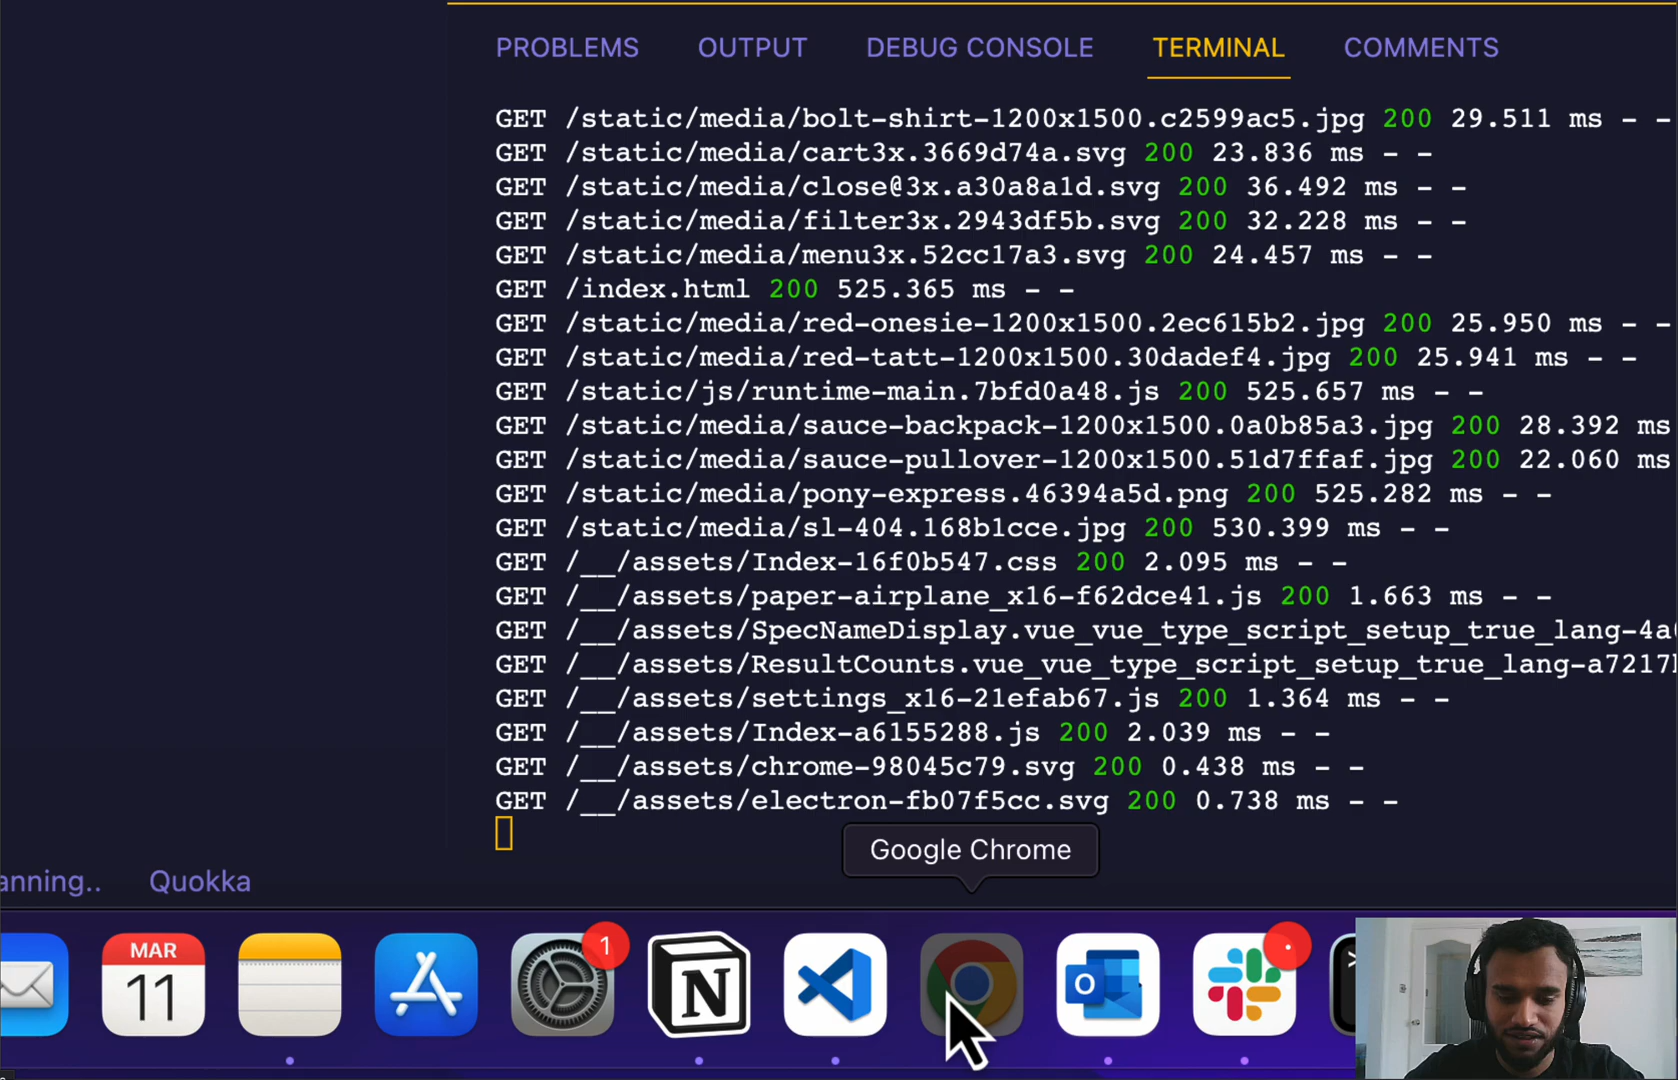 PROBLEMS OUTPUT DEBUG CONSOLE TERMINAL COMMENTS
GET /static/media/bolt-shirt-1200x1500.c2599ac5.jpg 200 29.511 ms - -
GET /static/media/cart3x.3669d74a.svg 200 23.836 ms - -
GET /static/media/close@3x.a30a8a1d.svg 200 36.492 ms - -
GET /static/media/filter3x.2943df5b.svg 200 32.228 ms - -
GET /static/media/menu3x.52cc17a3.svg 200 24.457 ms - -
GET /index.html 200 525.365 ms - -
GET /static/media/red-onesie-1200x1500.2ec615b2.jpg 200 25.950 ms - -
GET /static/media/red-tatt-1200x1500.30dadef4.jpg 200 25.941 ms - -
GET /static/js/runtime-main.7bfd0a48.js 200 525.657 ms - -
GET /static/media/sauce-backpack-1200x1500.0a0b85a3.jpg 200 28.392 ms
GET /static/media/sauce-pullover-1200x1500.51d7ffaf.jpg 200 22.060 ms
GET /static/media/pony-express.46394a5d.png 200 525.282 ms - -
GET /static/media/sl-404.168b1cce.jpg 200 530.399 ms - -
GET /__/assets/Index-16f0b547.css 200 2.095 ms - -
GET /__/assets/paper-airplane_x16-f62dce41.js 200 1.663 ms - -
GET /__/assets/SpecNameDisplay.vue_vue_type_script_setup_true_lang-4a
GET /__/assets/ResultCounts.vue_vue_type_script_setup_true_lang-a7217
GET /__/assets/settings_x16-21efab67.js 200 1.364 ms - -
GET /__/assets/Index-a6155288.js 200 2.039 ms - -
GET /__/assets/chrome-98045c79.svg 200 0.438 ms - -
GET /__/assets/electron-fb07f5cc.svg 200 0.738 ms - -
Google Chrome
anning.. Quokka
MAR
11
1